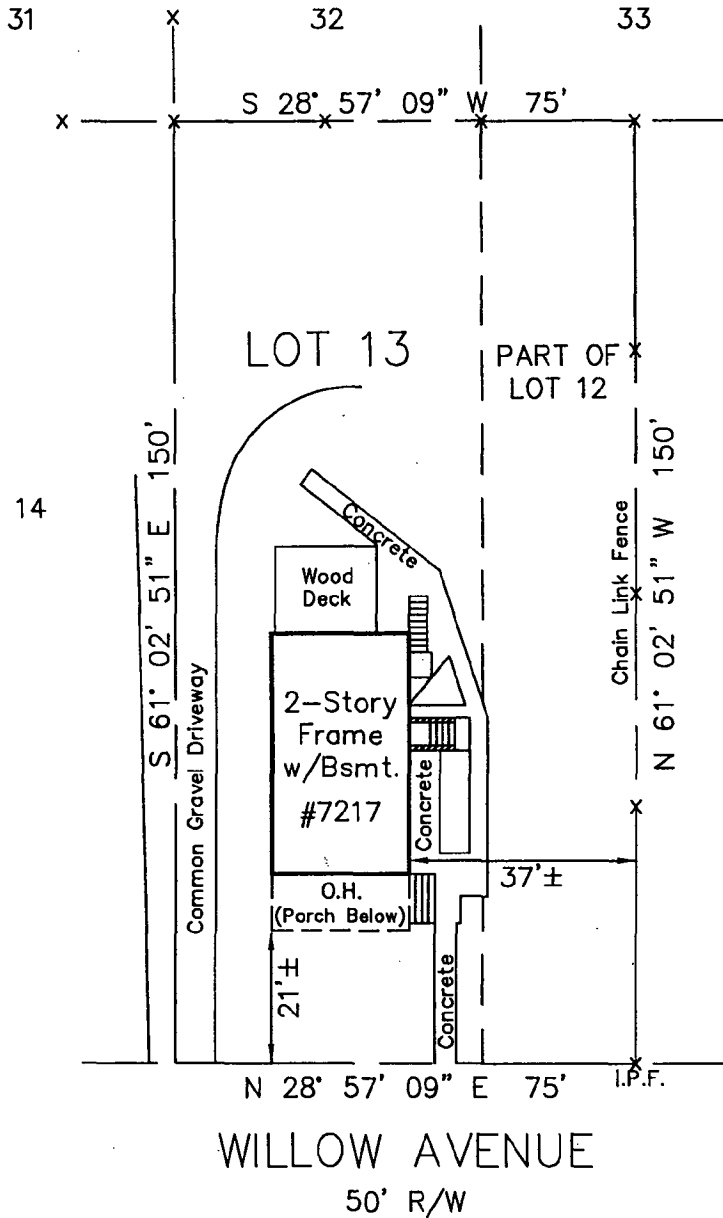 31
32
33
S 28° 57' 09" W 75'
LOT 13
PART OF
LOT 12
14
S 61° 02' 51" E 150'
N 61° 02' 51" W 150'
Chain Link Fence
Common Gravel Driveway
Concrete
Wood
Deck
2-Story
Frame
w/Bsmt.
#7217
Concrete
37'±
O.H.
(Porch Below)
21'±
Concrete
N 28° 57' 09" E 75'
I.P.F.
WILLOW AVENUE
50' R/W